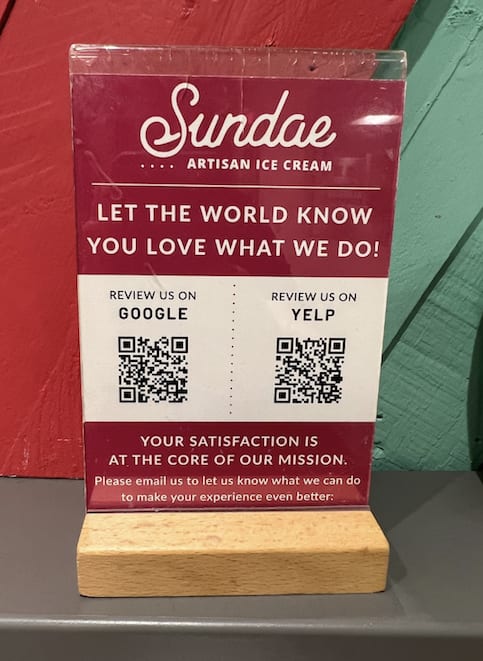 Sundae
ARTISAN ICE CREAM
LET THE WORLD KNOW
YOU LOVE WHAT WE DO!
REVIEW US ON
GOOGLE
REVIEW US ON
YELP
YOUR SATISFACTION IS
AT THE CORE OF OUR MISSION.
Please email us to let us know what we can do
to make your experience even better: